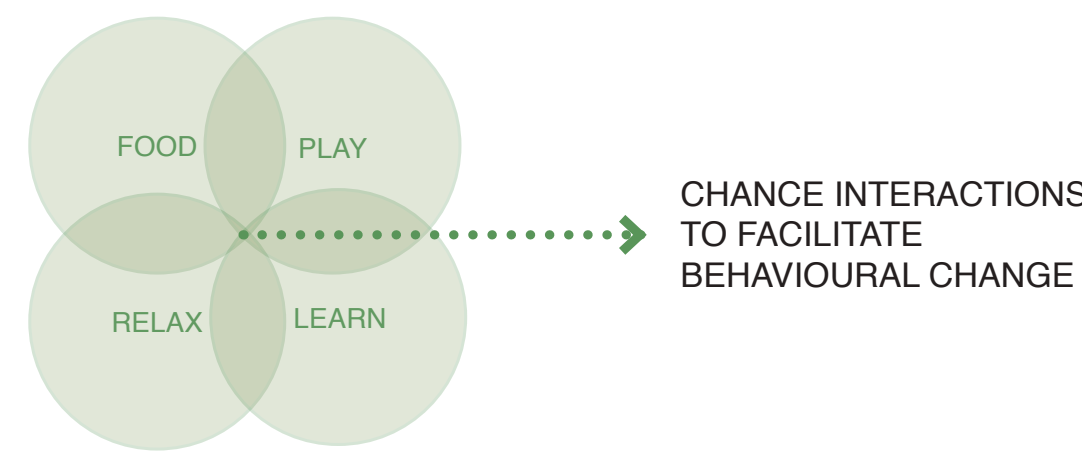 FOOD
PLAY
CHANCE INTERACTIONS
TO FACILITATE
BEHAVIOURAL CHANGE
RELAX
LEARN